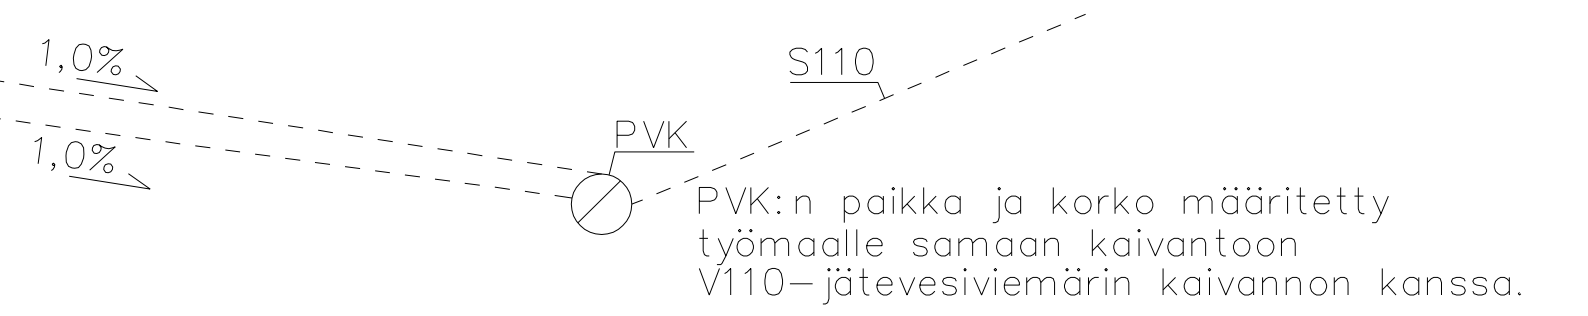 1,0%
S110
PVK
1,0%
PVK:n paikka ja korko määritetty
työmaalle samaan kaivantoon
V110-jätevesiviemärin kaivannon kanssa.